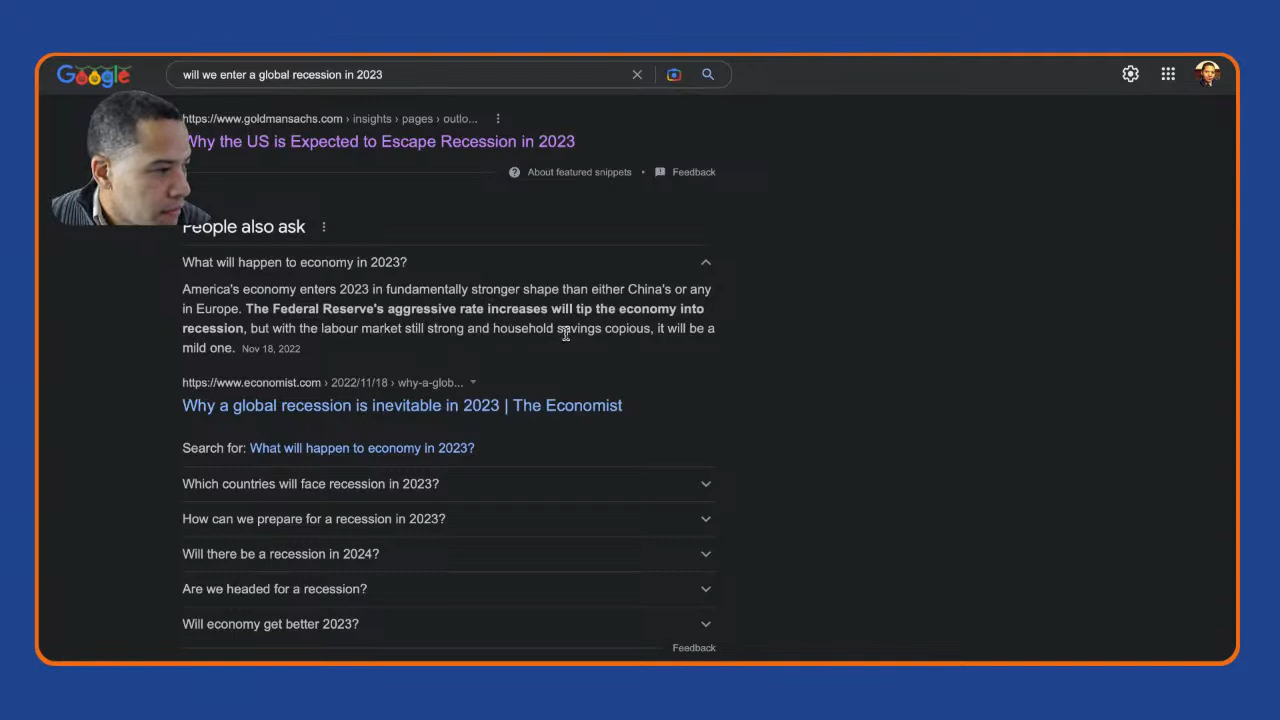 Google
will we enter a global recession in 2023
https://www.goldmansachs.com › insights › pages › outlo...
Why the US is Expected to Escape Recession in 2023
About featured snippets • Feedback
People also ask
What will happen to economy in 2023?
America's economy enters 2023 in fundamentally stronger shape than either China's or any
in Europe. The Federal Reserve's aggressive rate increases will tip the economy into
recession, but with the labour market still strong and household savings copious, it will be a
mild one. Nov 18, 2022
https://www.economist.com › 2022/11/18 › why-a-glob...
Why a global recession is inevitable in 2023 | The Economist
Search for: What will happen to economy in 2023?
Which countries will face recession in 2023?
How can we prepare for a recession in 2023?
Will there be a recession in 2024?
Are we headed for a recession?
Will economy get better 2023?
Feedback